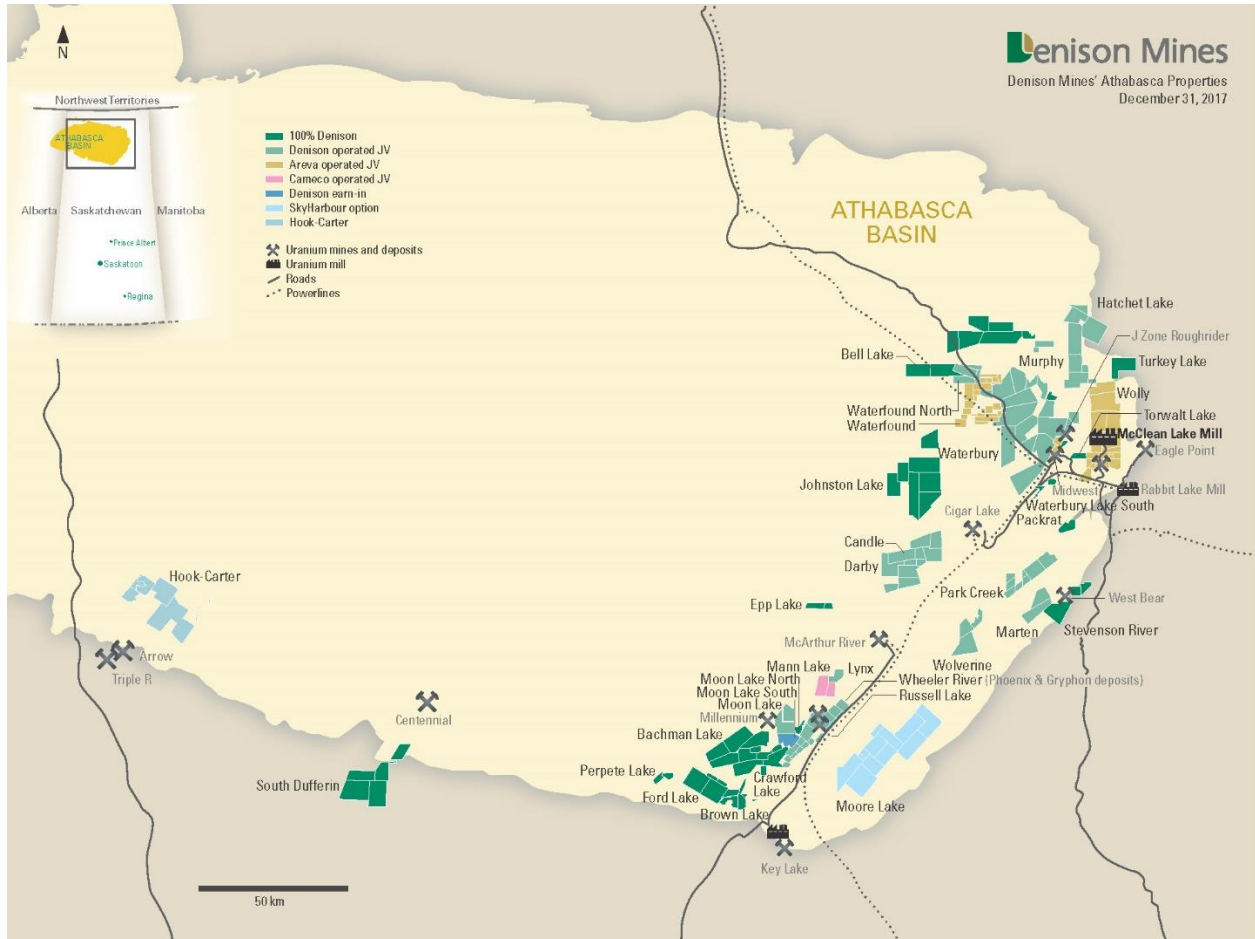 N
Denison Mines
Denison Mines' Athabasca Properties
December 31, 2017
Northwest Territories
ATHABASCA
BASIN
Alberta
Saskatchewan
Manitoba
Prince Albert
Saskatoon
Regina
100% Denison
Denison operated JV
Areva operated JV
Cameco operated JV
Denison earn-in
SkyHarbour option
Hook-Carter
Uranium mines and deposits
Uranium mill
Roads
Powerlines
ATHABASCA
BASIN
Hatchet Lake
J Zone Roughrider
Bell Lake
Murphy
Turkey Lake
Wolly
Waterfound North
Waterfound
Torwalt Lake
McClean Lake Mill
Eagle Point
Waterbury
Johnston Lake
Midwest
Rabbit Lake Mill
Waterbury Lake South
Packrat
Cigar Lake
Candle
Darby
Hook-Carter
Park Creek
Epp Lake
West Bear
Marten
Stevenson River
McArthur River
Wolverine
Arrow
Triple R
Mann Lake
Lynx
Moon Lake North
Wheeler River (Phoenix & Gryphon deposits)
Moon Lake South
Russell Lake
Moon Lake
Millennium
Centennial
Bachman Lake
Perpete Lake
Crawford
Lake
South Dufferin
Ford Lake
Brown Lake
Moore Lake
Key Lake
50 km